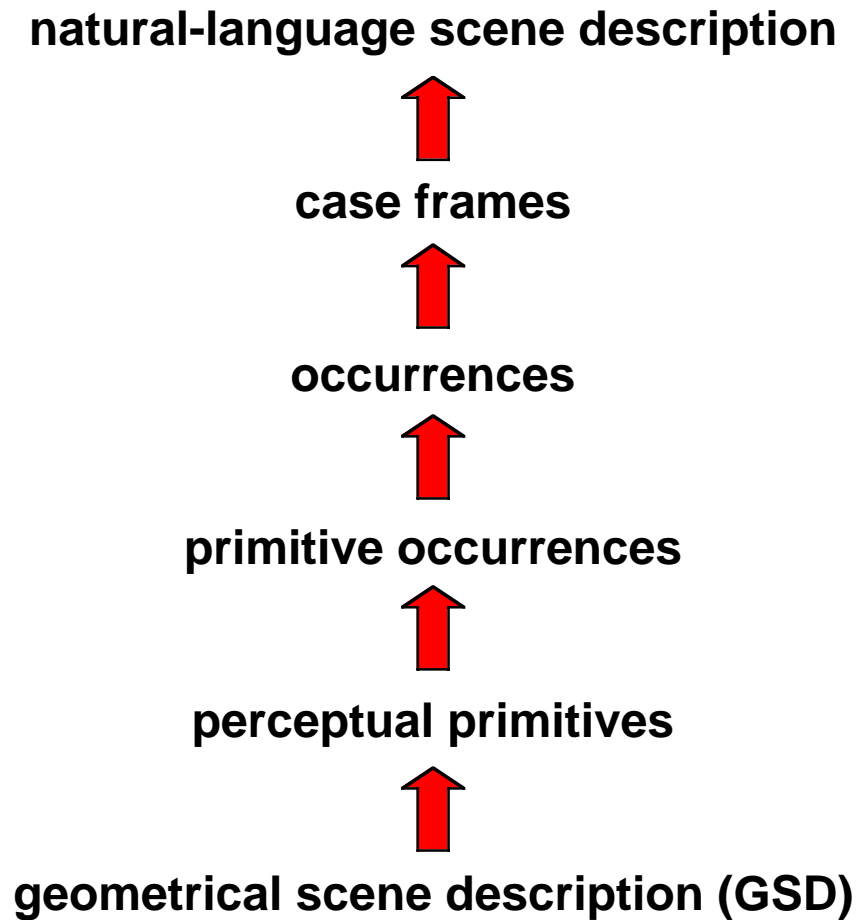 natural-language scene description
case frames
occurrences
primitive occurrences
perceptual primitives
geometrical scene description (GSD)